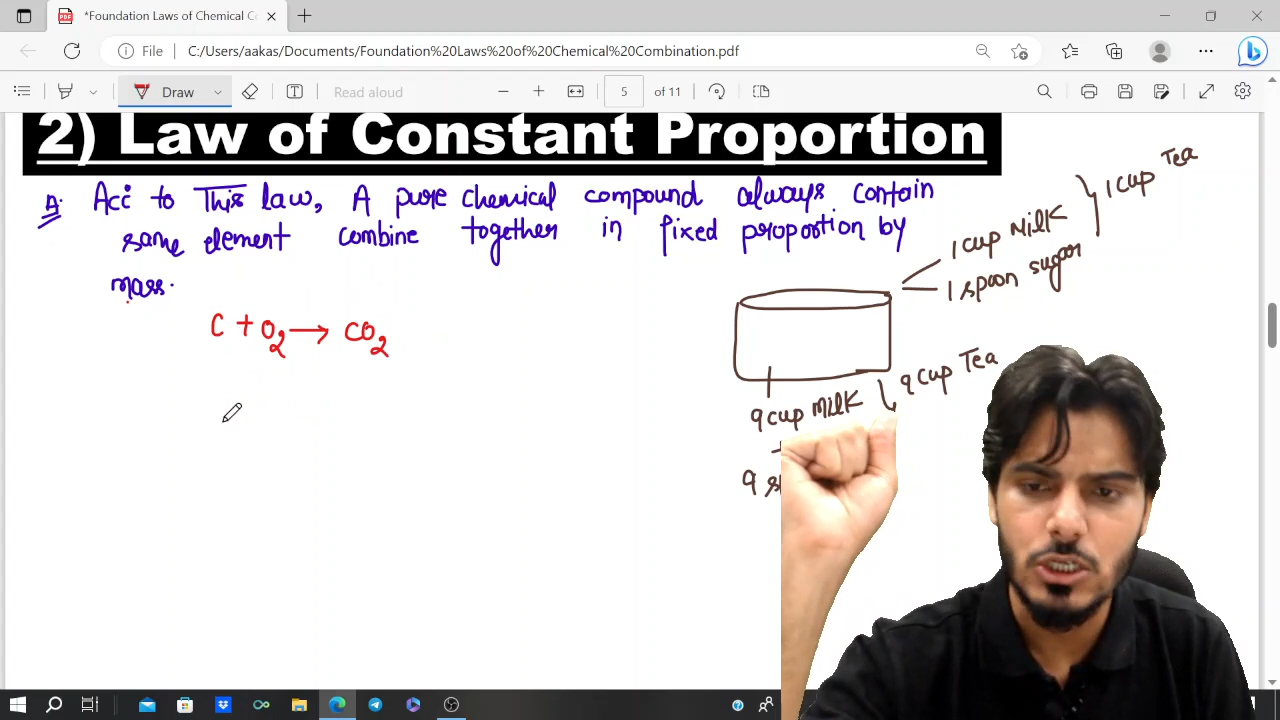 *Foundation Laws of Chemical Co
File
C:/Users/aakas/Documents/Foundation%20Laws%20of%20Chemical%20Combination.pdf
Draw
Read aloud
5 of 11
2) Law of Constant Proportion
A: Acc to This law, A pure chemical compound always contain
same element combine together in fixed proportion by
mass.
C + O2 → CO2
1 cup Milk
1 spoon sugar
1 cup Tea
9 cup Milk
+
9 s
9 cup Tea